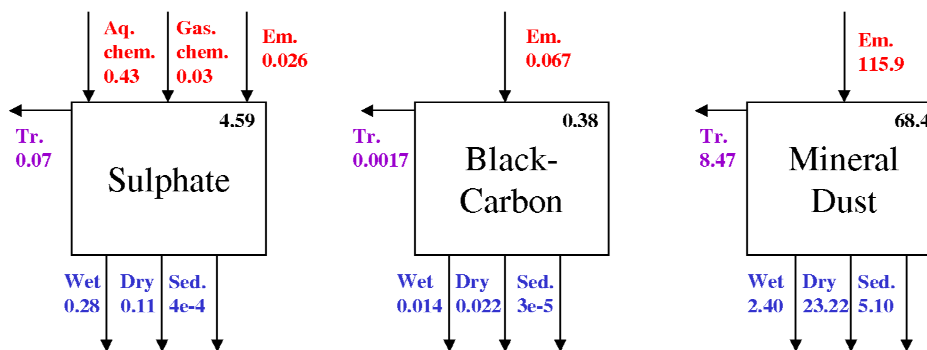 Aq.
chem.
0.43
Gas.
chem.
0.03
Em.
0.026
4.59
Tr.
0.07
Sulphate
Wet
0.28
Dry
0.11
Sed.
4e-4
Em.
0.067
0.38
Tr.
0.0017
Black-
Carbon
Wet
0.014
Dry
0.022
Sed.
3e-5
Em.
115.9
68.4
Tr.
8.47
Mineral
Dust
Wet
2.40
Dry
23.22
Sed.
5.10